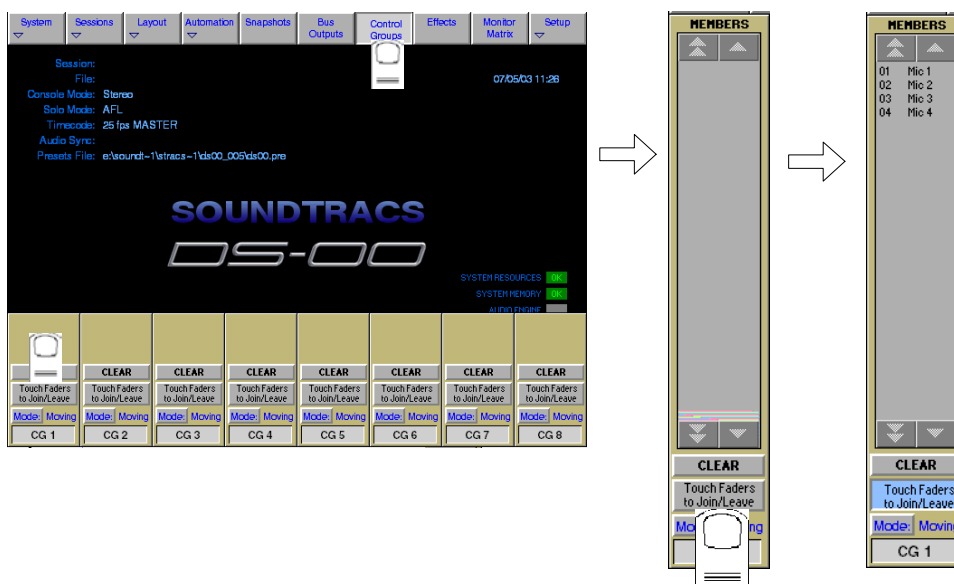 System Sessions Layout Automation Snapshots Bus Outputs Control Groups Effects Monitor Matrix Setup
Session:
File: 07/05/03 11:26
Console Mode: Stereo
Solo Mode: AFL
Timecode: 25 fps MASTER
Audio Sync:
Presets File: e:\soundt~1\stracs~1\ds00_005\ds00.pre
SOUNDTRACS
DS-00
SYSTEM RESOURCES OK
SYSTEM MEMORY OK
AUDIO ENGINE
CLEAR CLEAR CLEAR CLEAR CLEAR CLEAR CLEAR
Touch Faders to Join/Leave Touch Faders to Join/Leave Touch Faders to Join/Leave Touch Faders to Join/Leave Touch Faders to Join/Leave Touch Faders to Join/Leave Touch Faders to Join/Leave Touch Faders to Join/Leave
Mode: Moving Mode: Moving Mode: Moving Mode: Moving Mode: Moving Mode: Moving Mode: Moving Mode: Moving
CG 1 CG 2 CG 3 CG 4 CG 5 CG 6 CG 7 CG 8
MEMBERS
CLEAR
Touch Faders
to Join/Leave
MEMBERS
01 Mic 1
02 Mic 2
03 Mic 3
04 Mic 4
CLEAR
Touch Faders
to Join/Leave
Mode: Moving
CG 1